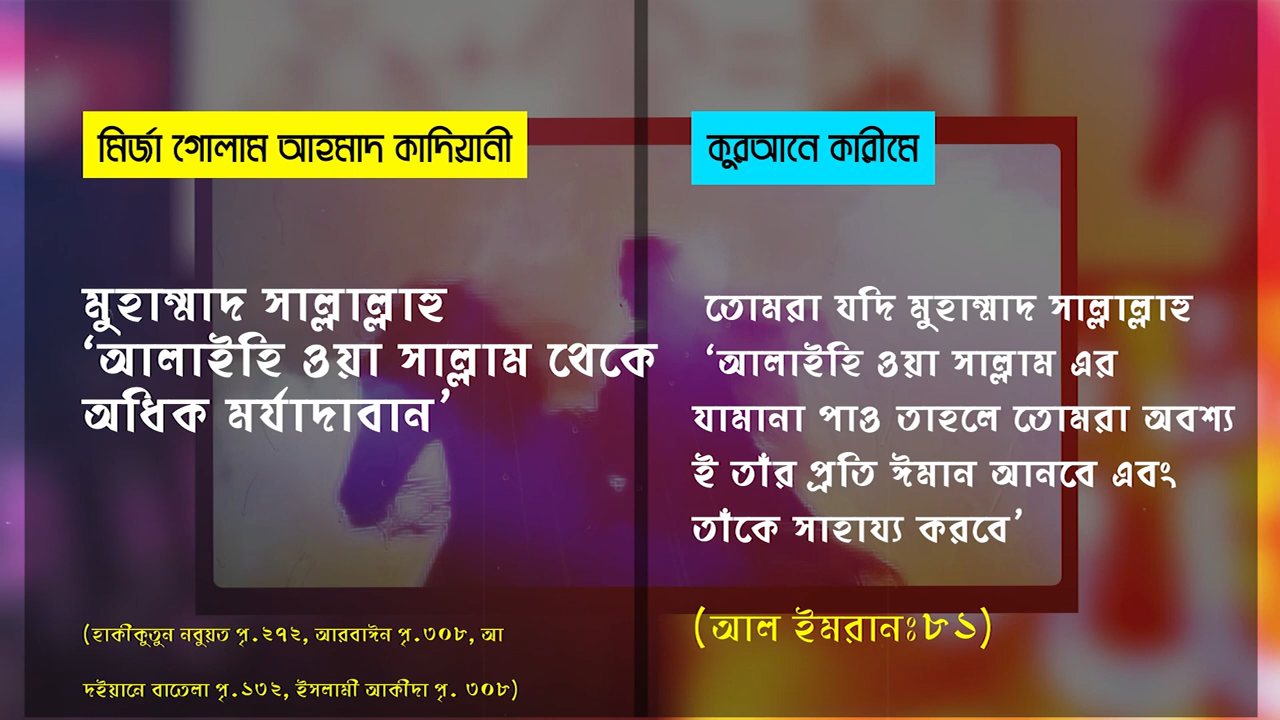 মির্জা গোলাম আহমাদ কাদিয়ানী
মুহাম্মাদ সাল্লাল্লাহু
‘আলাইহি ওয়া সাল্লাম থেকে
অধিক মর্যাদাবান’
(হাকীকুতুন নবুয়ত পৃ.২৭২, আরবাঈন পৃ.৩০৮, আ
দইয়ানে বাতেলা পৃ.১৩২, ইসলামী আকীদা পৃ. ৩০৮)
কুরআনে কারীমে
তোমরা যদি মুহাম্মাদ সাল্লাল্লাহু
‘আলাইহি ওয়া সাল্লাম এর
যামানা পাও তাহলে তোমরা অবশ্য
ই তাঁর প্রতি ঈমান আনবে এবং
তাঁকে সাহায্য করবে’
(আল ইমরানঃ৮১)